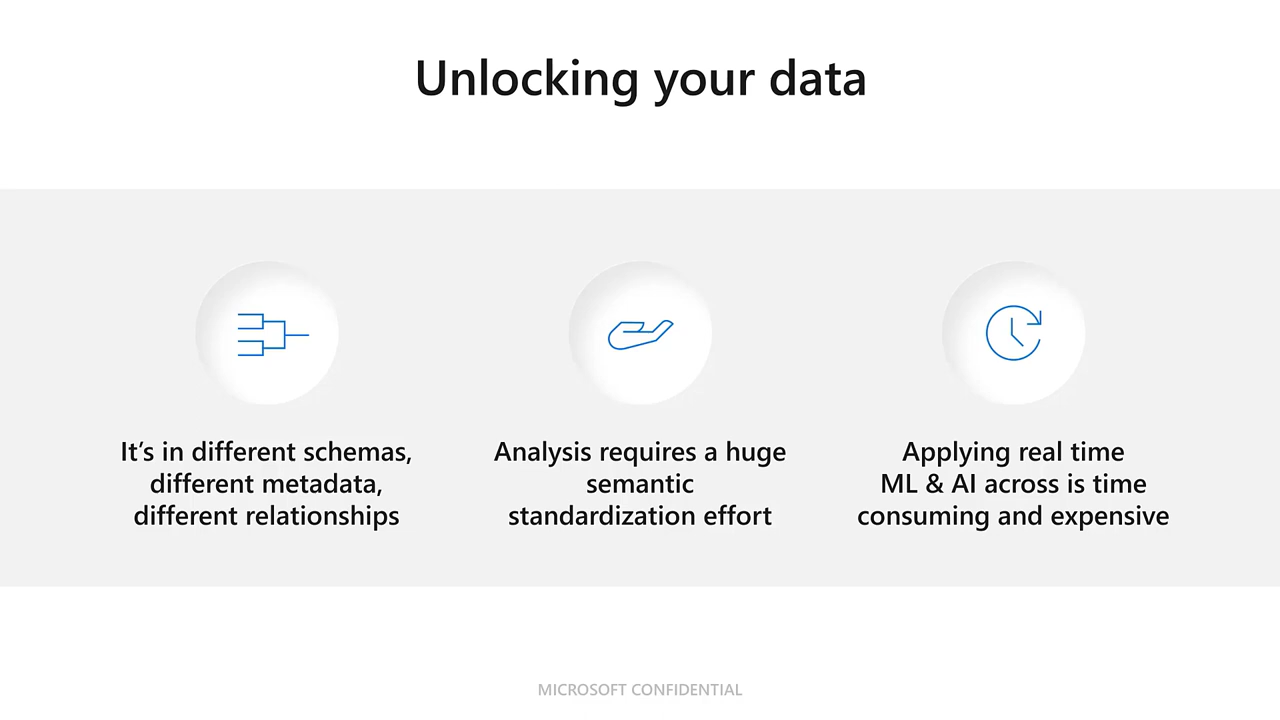 Unlocking your data
It’s in different schemas,
different metadata,
different relationships
Analysis requires a huge
semantic
standardization effort
Applying real time
ML & AI across is time
consuming and expensive
MICROSOFT CONFIDENTIAL